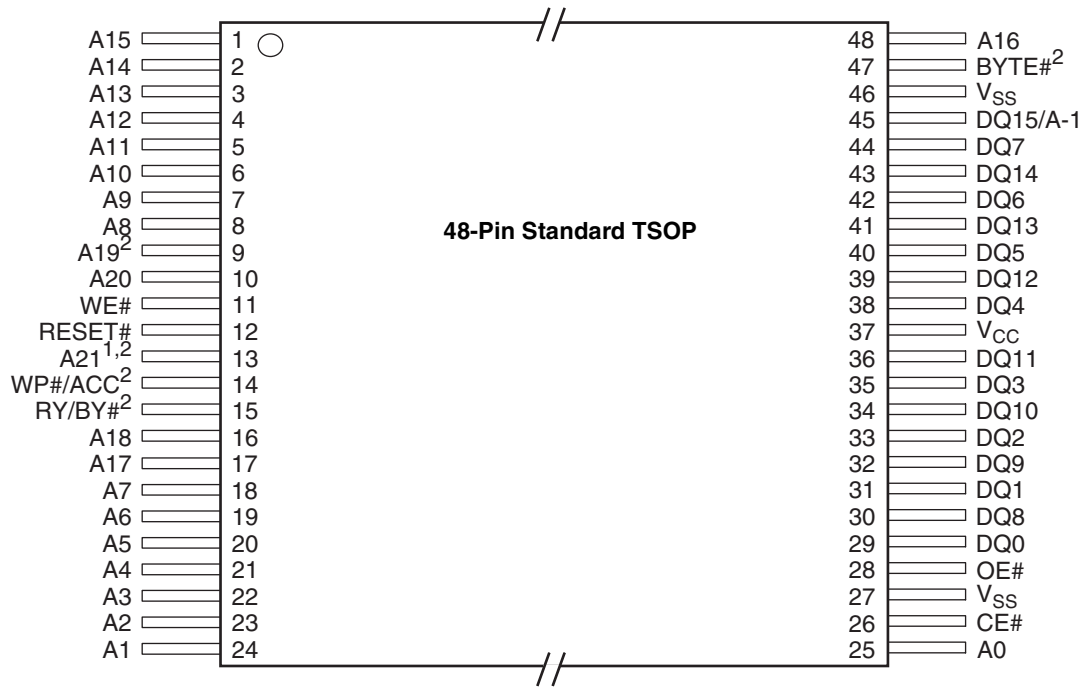 A15 1 48 A16
A14 2 47 BYTE#2
A13 3 46 VSS
A12 4 45 DQ15/A-1
A11 5 44 DQ7
A10 6 43 DQ14
A9 7 42 DQ6
A8 8 41 DQ13
48-Pin Standard TSOP
A192 9 40 DQ5
A20 10 39 DQ12
WE# 11 38 DQ4
RESET# 12 37 VCC
A211,2 13 36 DQ11
WP#/ACC2 14 35 DQ3
RY/BY#2 15 34 DQ10
A18 16 33 DQ2
A17 17 32 DQ9
A7 18 31 DQ1
A6 19 30 DQ8
A5 20 29 DQ0
A4 21 28 OE#
A3 22 27 VSS
A2 23 26 CE#
A1 24 25 A0